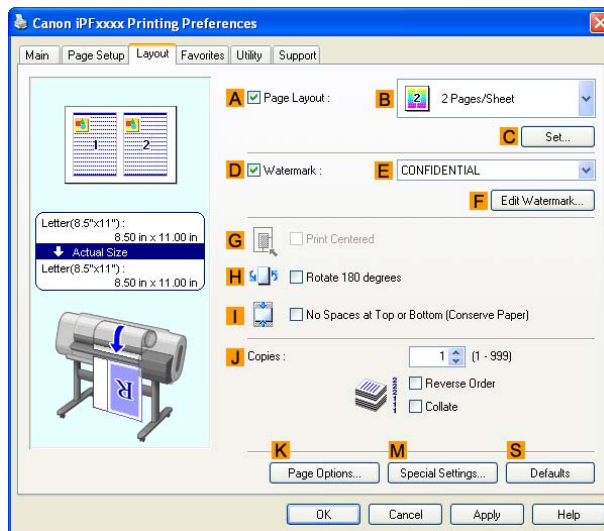 Canon iPFxxxx Printing Preferences
Main Page Setup Layout Favorites Utility Support
A Page Layout : B 2 2 Pages/Sheet
C Set...
D Watermark : E CONFIDENTIAL
F Edit Watermark...
1 2
Letter(8.5"x11") :
8.50 in x 11.00 in
Actual Size
Letter(8.5"x11") :
8.50 in x 11.00 in
R
G Print Centered
H Rotate 180 degrees
I No Spaces at Top or Bottom (Conserve Paper)
J Copies : 1 (1 - 999)
Reverse Order
Collate
K M S
Page Options... Special Settings... Defaults
OK Cancel Apply Help